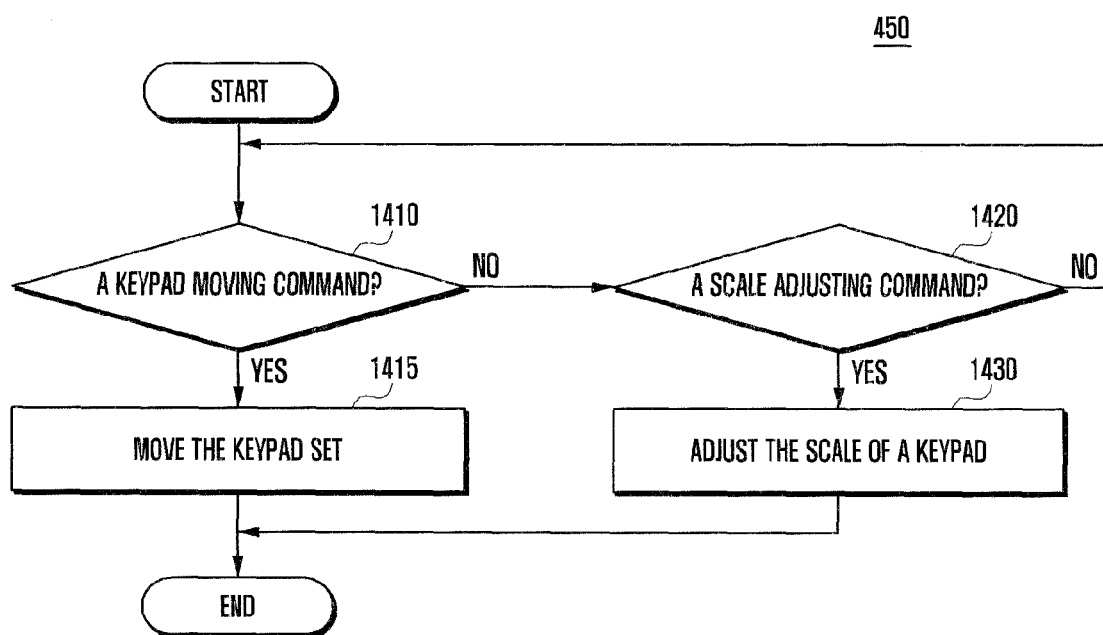 450
START
1410
A KEYPAD MOVING COMMAND?
NO
1420
A SCALE ADJUSTING COMMAND?
NO
YES
1415
MOVE THE KEYPAD SET
YES
1430
ADJUST THE SCALE OF A KEYPAD
END